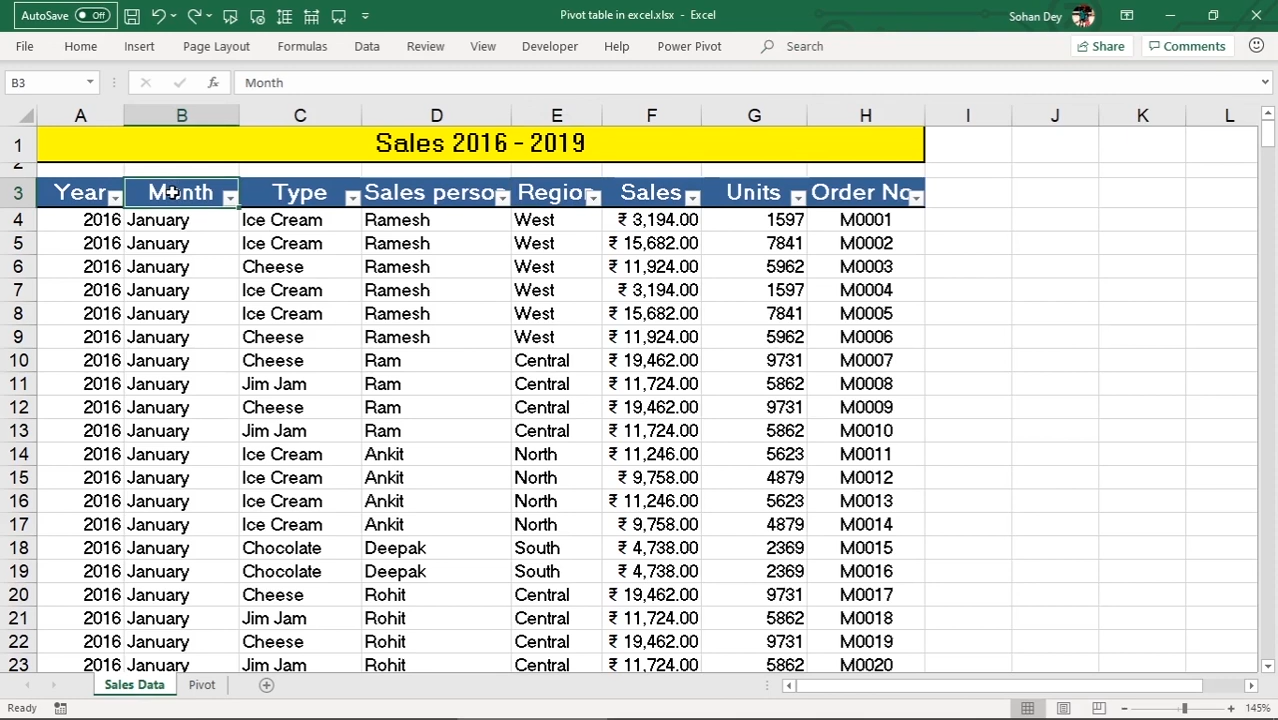 AutoSave Off Pivot table in excel.xlsx - Excel Sohan Dey
File Home Insert Page Layout Formulas Data Review View Developer Help Power Pivot Search Share Comments
B3 fx Month
A B C D E F G H I J K L
1 Sales 2016 - 2019
2
3 Year Month Type Sales person Region Sales Units Order No
4 2016 January Ice Cream Ramesh West ₹ 3,194.00 1597 M0001
5 2016 January Ice Cream Ramesh West ₹ 15,682.00 7841 M0002
6 2016 January Cheese Ramesh West ₹ 11,924.00 5962 M0003
7 2016 January Ice Cream Ramesh West ₹ 3,194.00 1597 M0004
8 2016 January Ice Cream Ramesh West ₹ 15,682.00 7841 M0005
9 2016 January Cheese Ramesh West ₹ 11,924.00 5962 M0006
10 2016 January Cheese Ram Central ₹ 19,462.00 9731 M0007
11 2016 January Jim Jam Ram Central ₹ 11,724.00 5862 M0008
12 2016 January Cheese Ram Central ₹ 19,462.00 9731 M0009
13 2016 January Jim Jam Ram Central ₹ 11,724.00 5862 M0010
14 2016 January Ice Cream Ankit North ₹ 11,246.00 5623 M0011
15 2016 January Ice Cream Ankit North ₹ 9,758.00 4879 M0012
16 2016 January Ice Cream Ankit North ₹ 11,246.00 5623 M0013
17 2016 January Ice Cream Ankit North ₹ 9,758.00 4879 M0014
18 2016 January Chocolate Deepak South ₹ 4,738.00 2369 M0015
19 2016 January Chocolate Deepak South ₹ 4,738.00 2369 M0016
20 2016 January Cheese Rohit Central ₹ 19,462.00 9731 M0017
21 2016 January Jim Jam Rohit Central ₹ 11,724.00 5862 M0018
22 2016 January Cheese Rohit Central ₹ 19,462.00 9731 M0019
23 2016 January Jim Jam Rohit Central ₹ 11,724.00 5862 M0020
Sales Data Pivot
Ready 145%